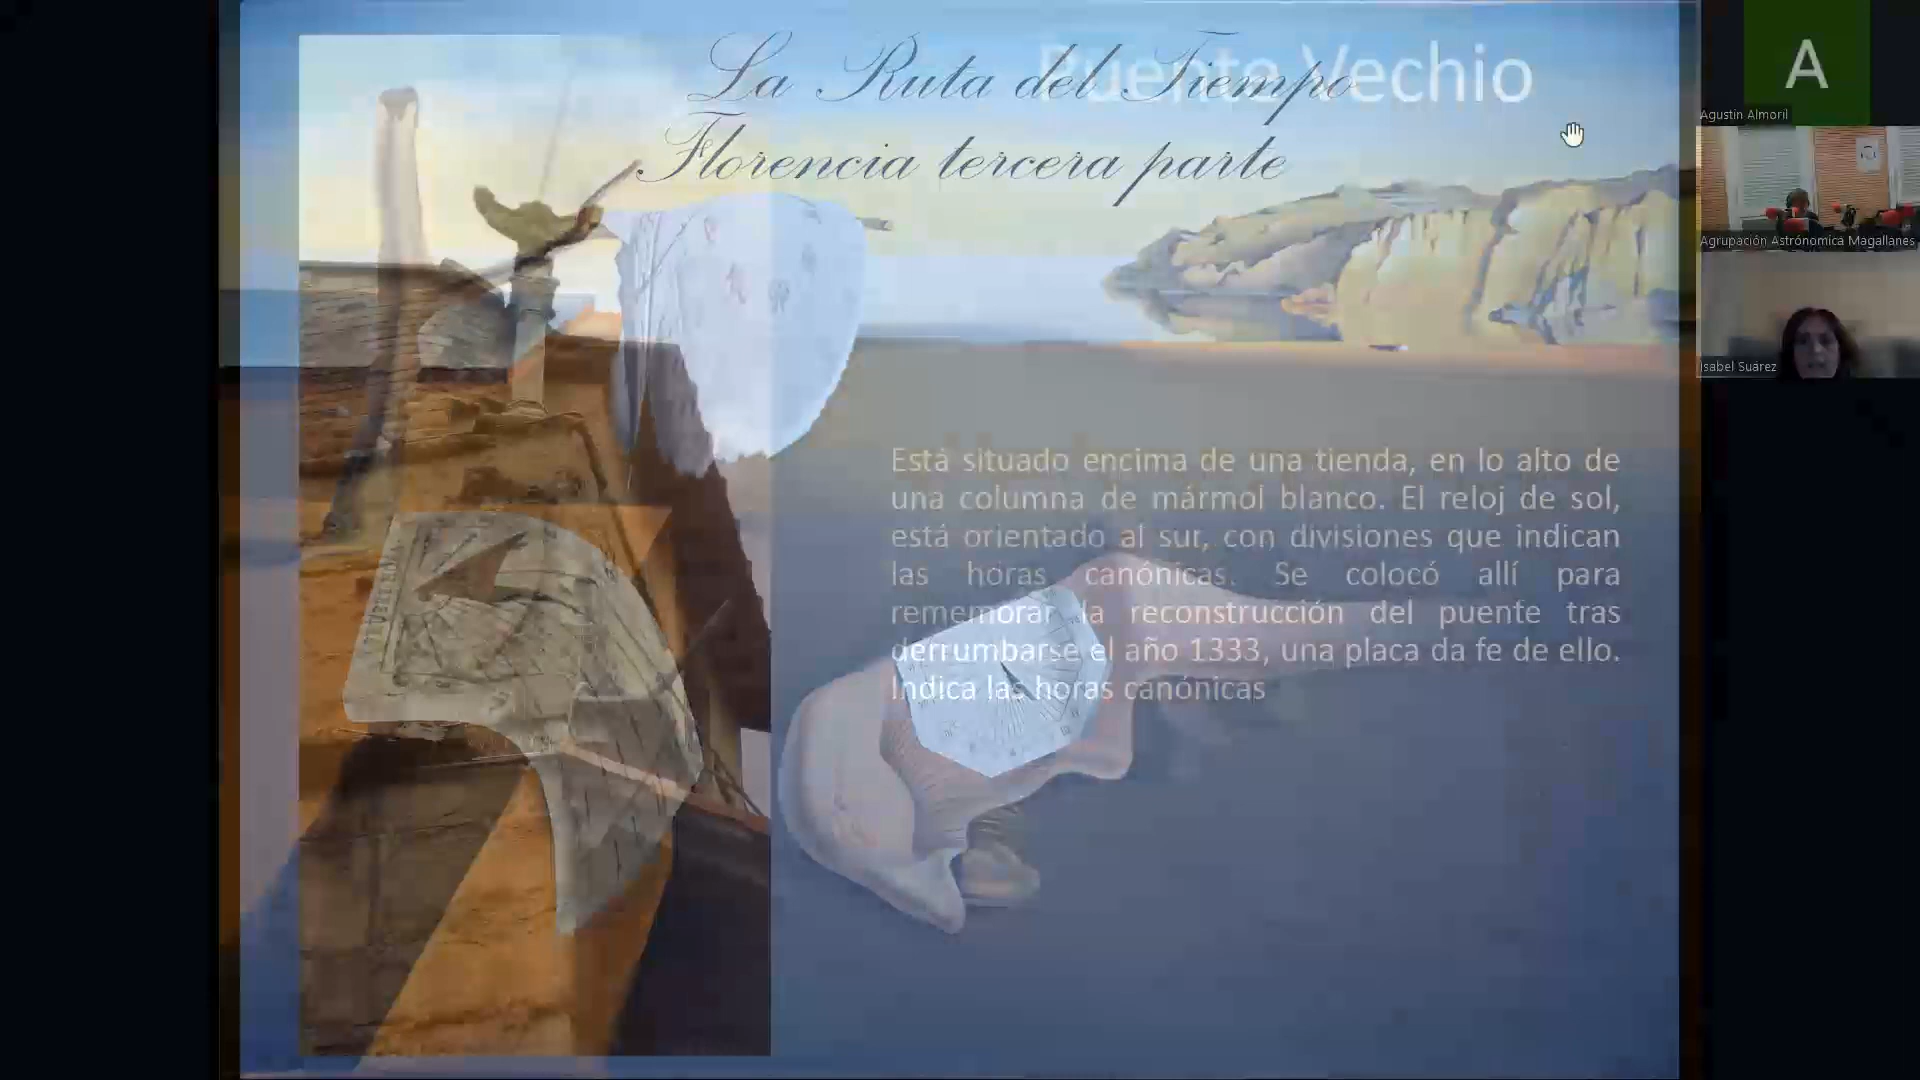 La Ruta del Tiempo
Florencia tercera parte
Puente Vechio
Está situado encima de una tienda, en lo alto de
una columna de mármol blanco. El reloj de sol,
está orientado al sur, con divisiones que indican
las horas canónicas. Se colocó allí para
rememorar la reconstrucción del puente tras
derrumbarse el año 1333, una placa da fe de ello.
Indica las horas canónicas
A
Agustín Almoril
Agrupación Astrónomica Magallanes
Isabel Suárez